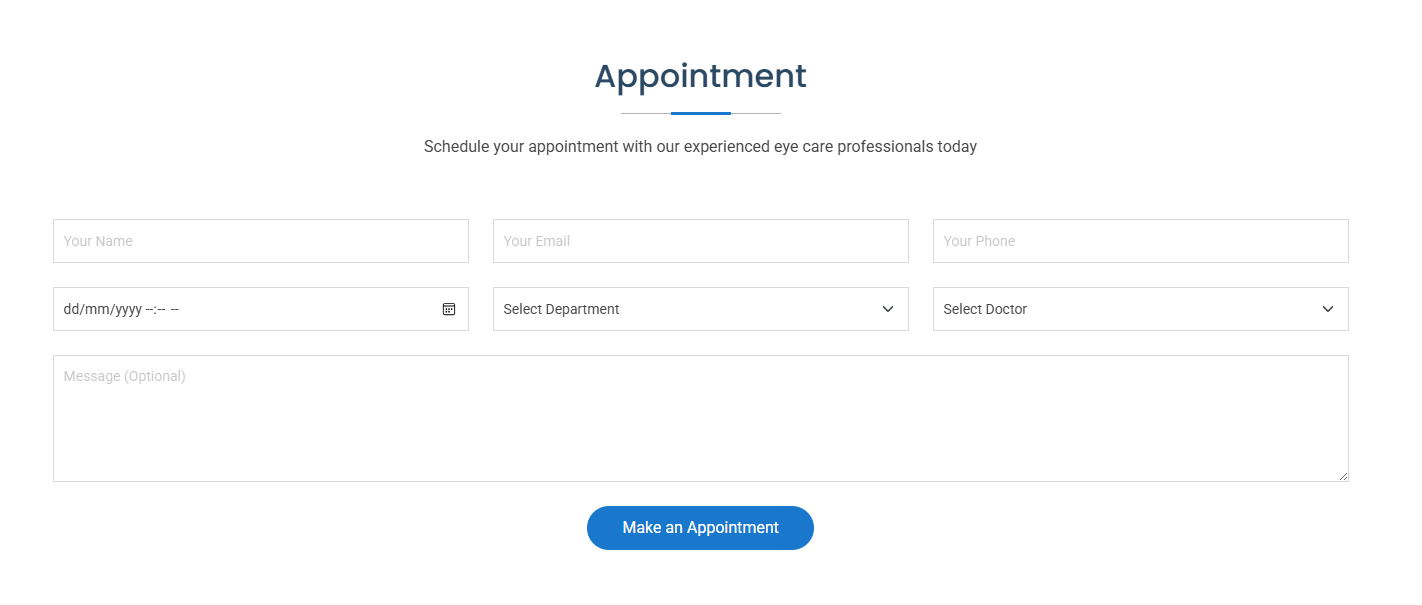 Appointment
Schedule your appointment with our experienced eye care professionals today
Your Name
Your Email
Your Phone
dd/mm/yyyy --:-- --
Select Department
Select Doctor
Message (Optional)
Make an Appointment